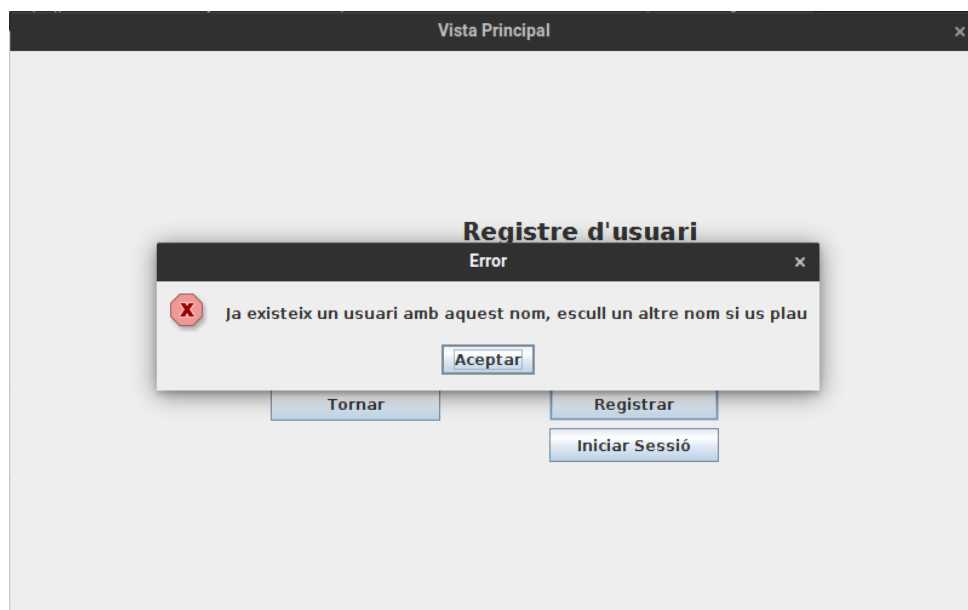 Vista Principal
Registre d'usuari
Error
Ja existeix un usuari amb aquest nom, escull un altre nom si us plau
Aceptar
Tornar
Registrar
Iniciar Sessió